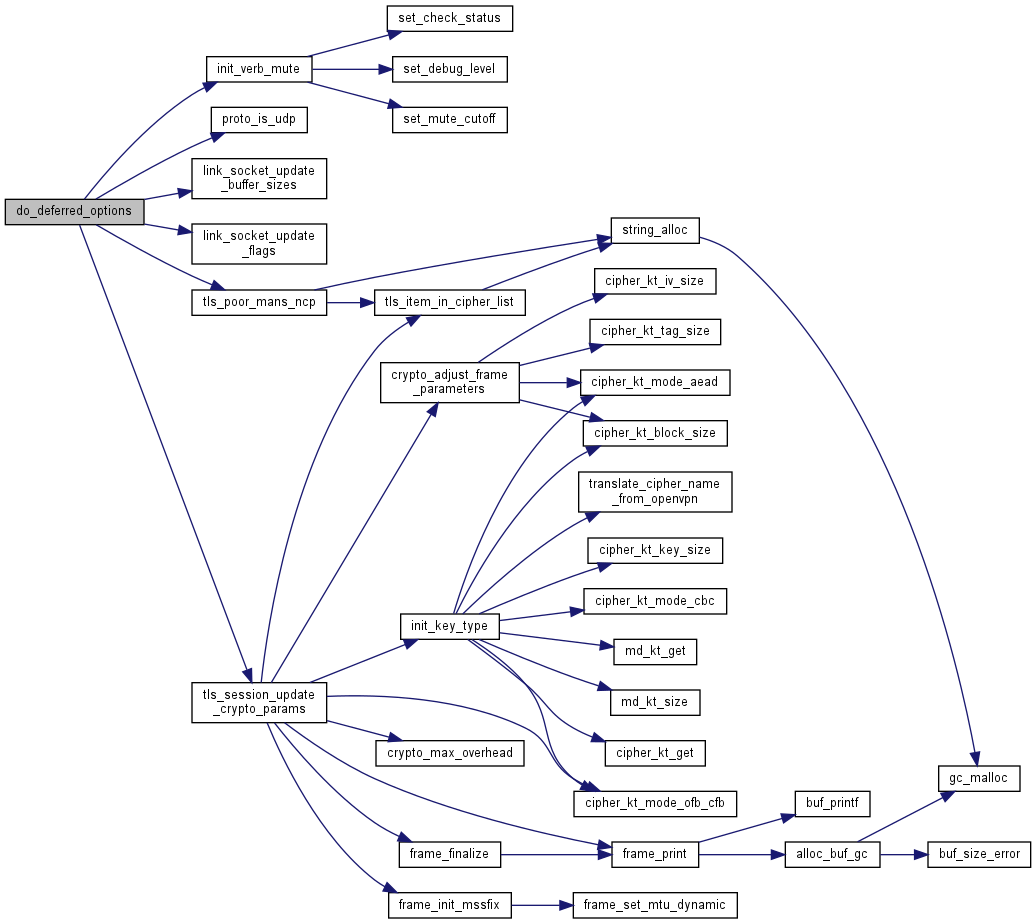 set_check_status
init_verb_mute
set_debug_level
proto_is_udp
set_mute_cutoff
link_socket_update
_buffer_sizes
do_deferred_options
link_socket_update
_flags
string_alloc
tls_poor_mans_ncp
tls_item_in_cipher_list
cipher_kt_iv_size
cipher_kt_tag_size
crypto_adjust_frame
_parameters
cipher_kt_mode_aead
cipher_kt_block_size
translate_cipher_name
_from_openvpn
cipher_kt_key_size
cipher_kt_mode_cbc
init_key_type
md_kt_get
md_kt_size
tls_session_update
_crypto_params
crypto_max_overhead
cipher_kt_get
cipher_kt_mode_ofb_cfb
gc_malloc
buf_printf
frame_finalize
frame_print
alloc_buf_gc
buf_size_error
frame_init_mssfix
frame_set_mtu_dynamic